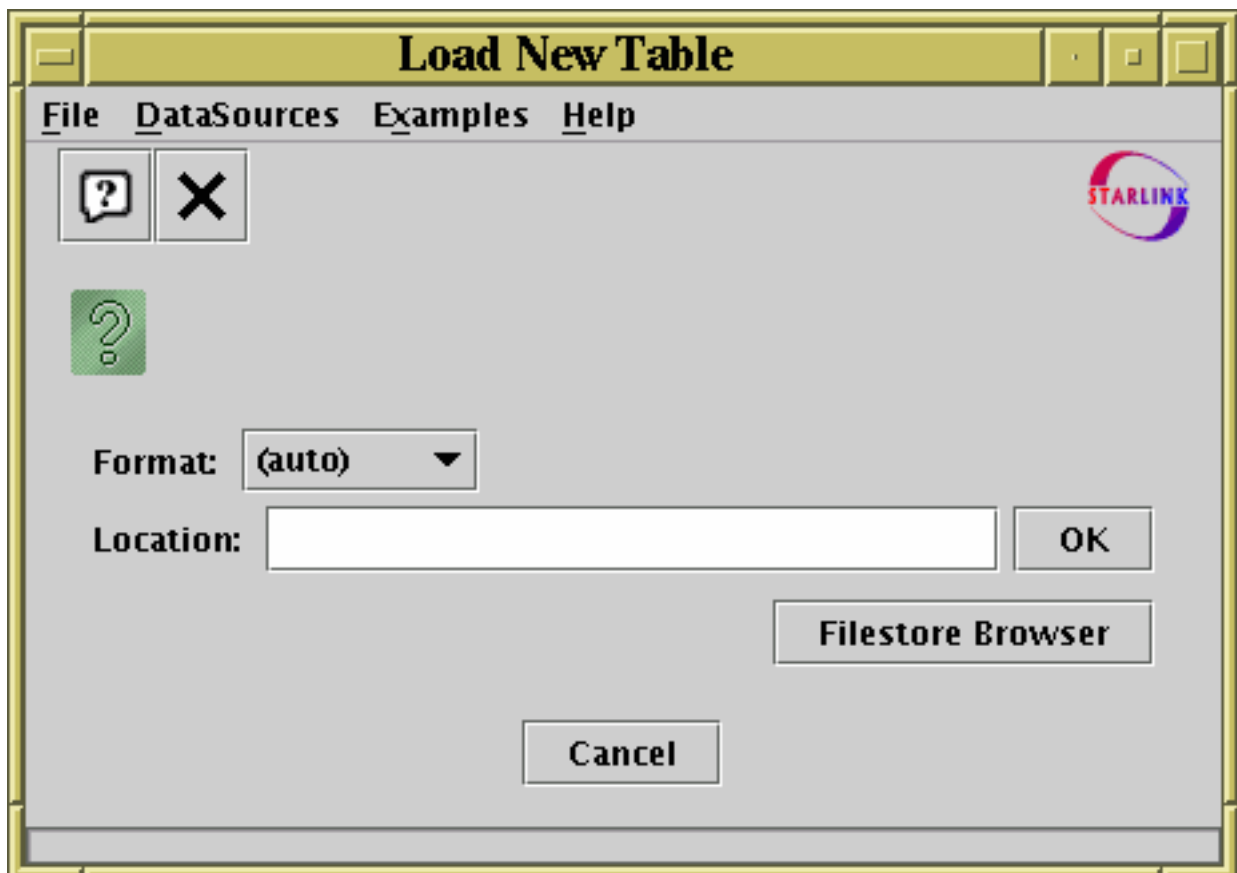 Load New Table
File DataSources Examples Help
?
STARLINK
?
Format: (auto)
Location: OK
Filestore Browser
Cancel